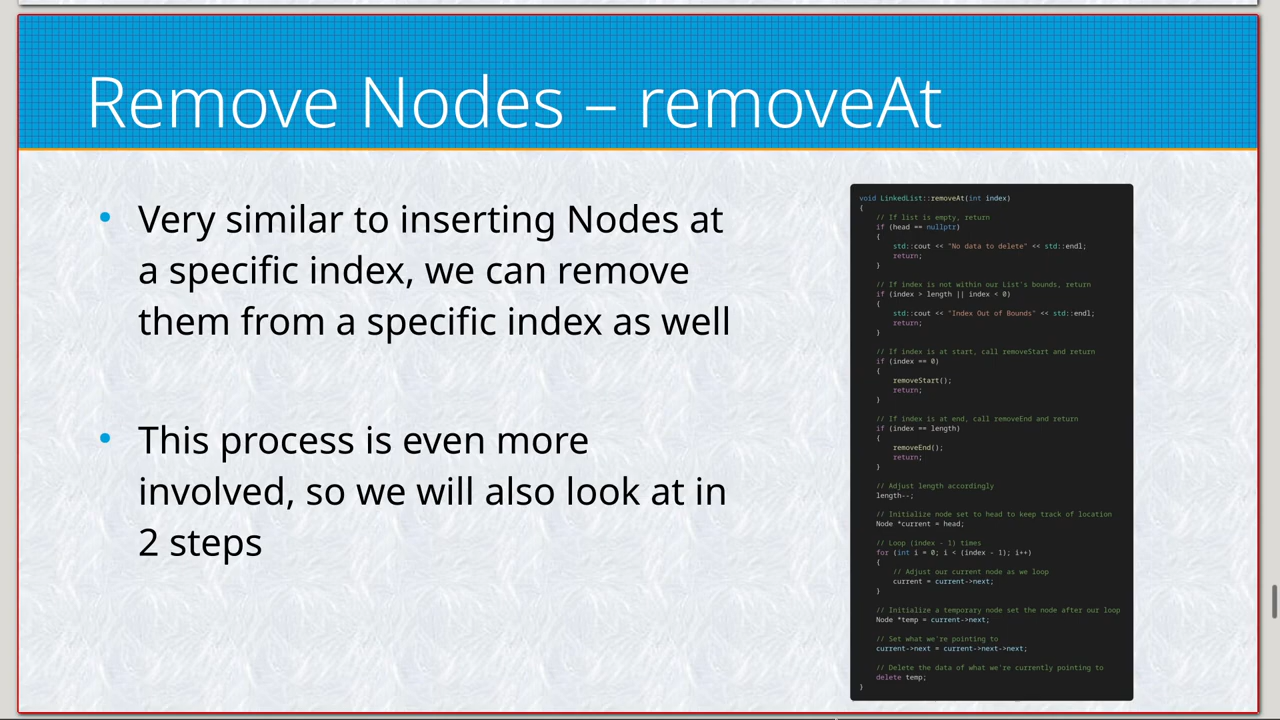 Remove Nodes – removeAt
Very similar to inserting Nodes at
a specific index, we can remove
them from a specific index as well
This process is even more
involved, so we will also look at in
2 steps
void LinkedList::removeAt(int index)
{
    // If list is empty, return
    if (head == nullptr)
    {
        std::cout << "No data to delete" << std::endl;
        return;
    }

    // If index is not within our List's bounds, return
    if (index > length || index < 0)
    {
        std::cout << "Index Out of Bounds" << std::endl;
        return;
    }

    // If index is at start, call removeStart and return
    if (index == 0)
    {
        removeStart();
        return;
    }

    // If index is at end, call removeEnd and return
    if (index == length)
    {
        removeEnd();
        return;
    }

    // Adjust length accordingly
    length--;

    // Initialize node set to head to keep track of location
    Node *current = head;

    // Loop (index - 1) times
    for (int i = 0; i < (index - 1); i++)
    {
        // Adjust our current node as we loop
        current = current->next;
    }

    // Initialize a temporary node set the node after our loop
    Node *temp = current->next;

    // Set what we're pointing to
    current->next = current->next->next;

    // Delete the data of what we're currently pointing to
    delete temp;
}